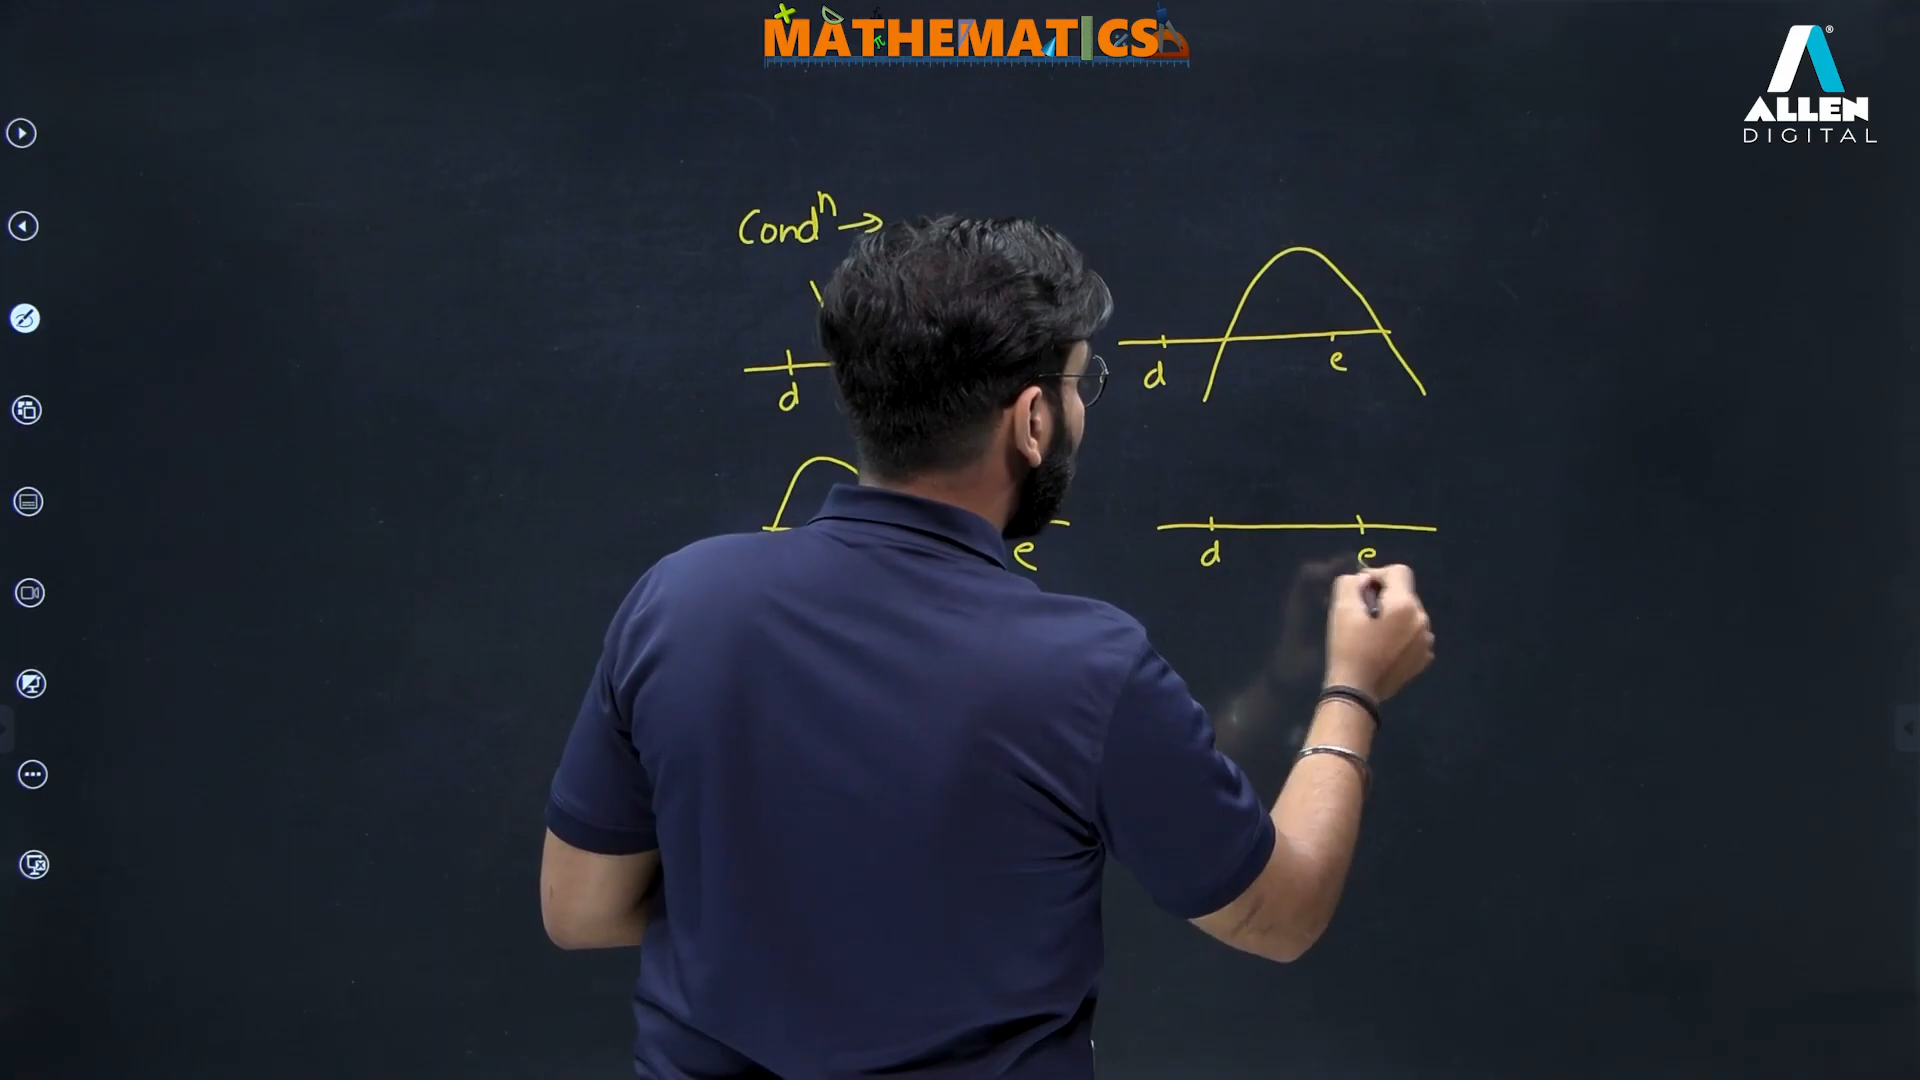 MATHEMATICS
ALLEN
DIGITAL
Condⁿ →
d
d e
e d e